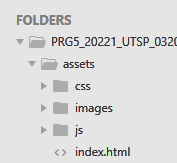 FOLDERS
PRG5_20221_UTSP_0320
assets
css
images
js
index.html